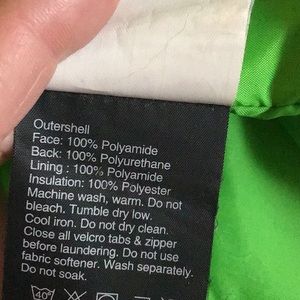 Outershell
Face: 100% Polyamide
Back: 100% Polyurethane
Lining : 100% Polyamide
Insulation: 100% Polyester
Machine wash, warm. Do not
bleach. Tumble dry low.
Cool iron. Do not dry clean.
Close all velcro tabs & zipper
before laundering. Do not use
fabric softener. Wash separately.
Do not soak.
40°